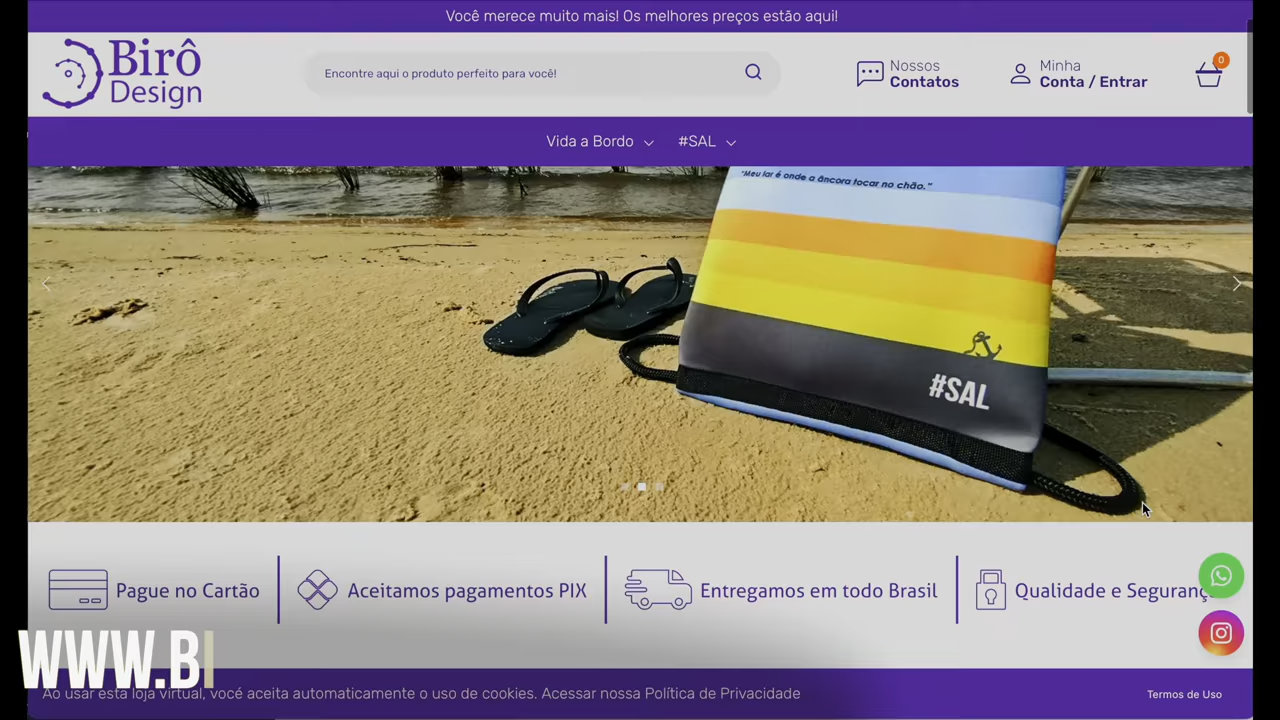 Você merece muito mais! Os melhores preços estão aqui!
Birô
Design
Encontre aqui o produto perfeito para você!
Nossos
Contatos
Minha
Conta / Entrar
0
Vida a Bordo
#SAL
"Meu lar é onde a âncora tocar no chão."
#SAL
Pague no Cartão
Aceitamos pagamentos PIX
Entregamos em todo Brasil
Qualidade e Seguranç
WWW.BI
Ao usar esta loja virtual, você aceita automaticamente o uso de cookies. Acessar nossa Política de Privacidade
Termos de Uso